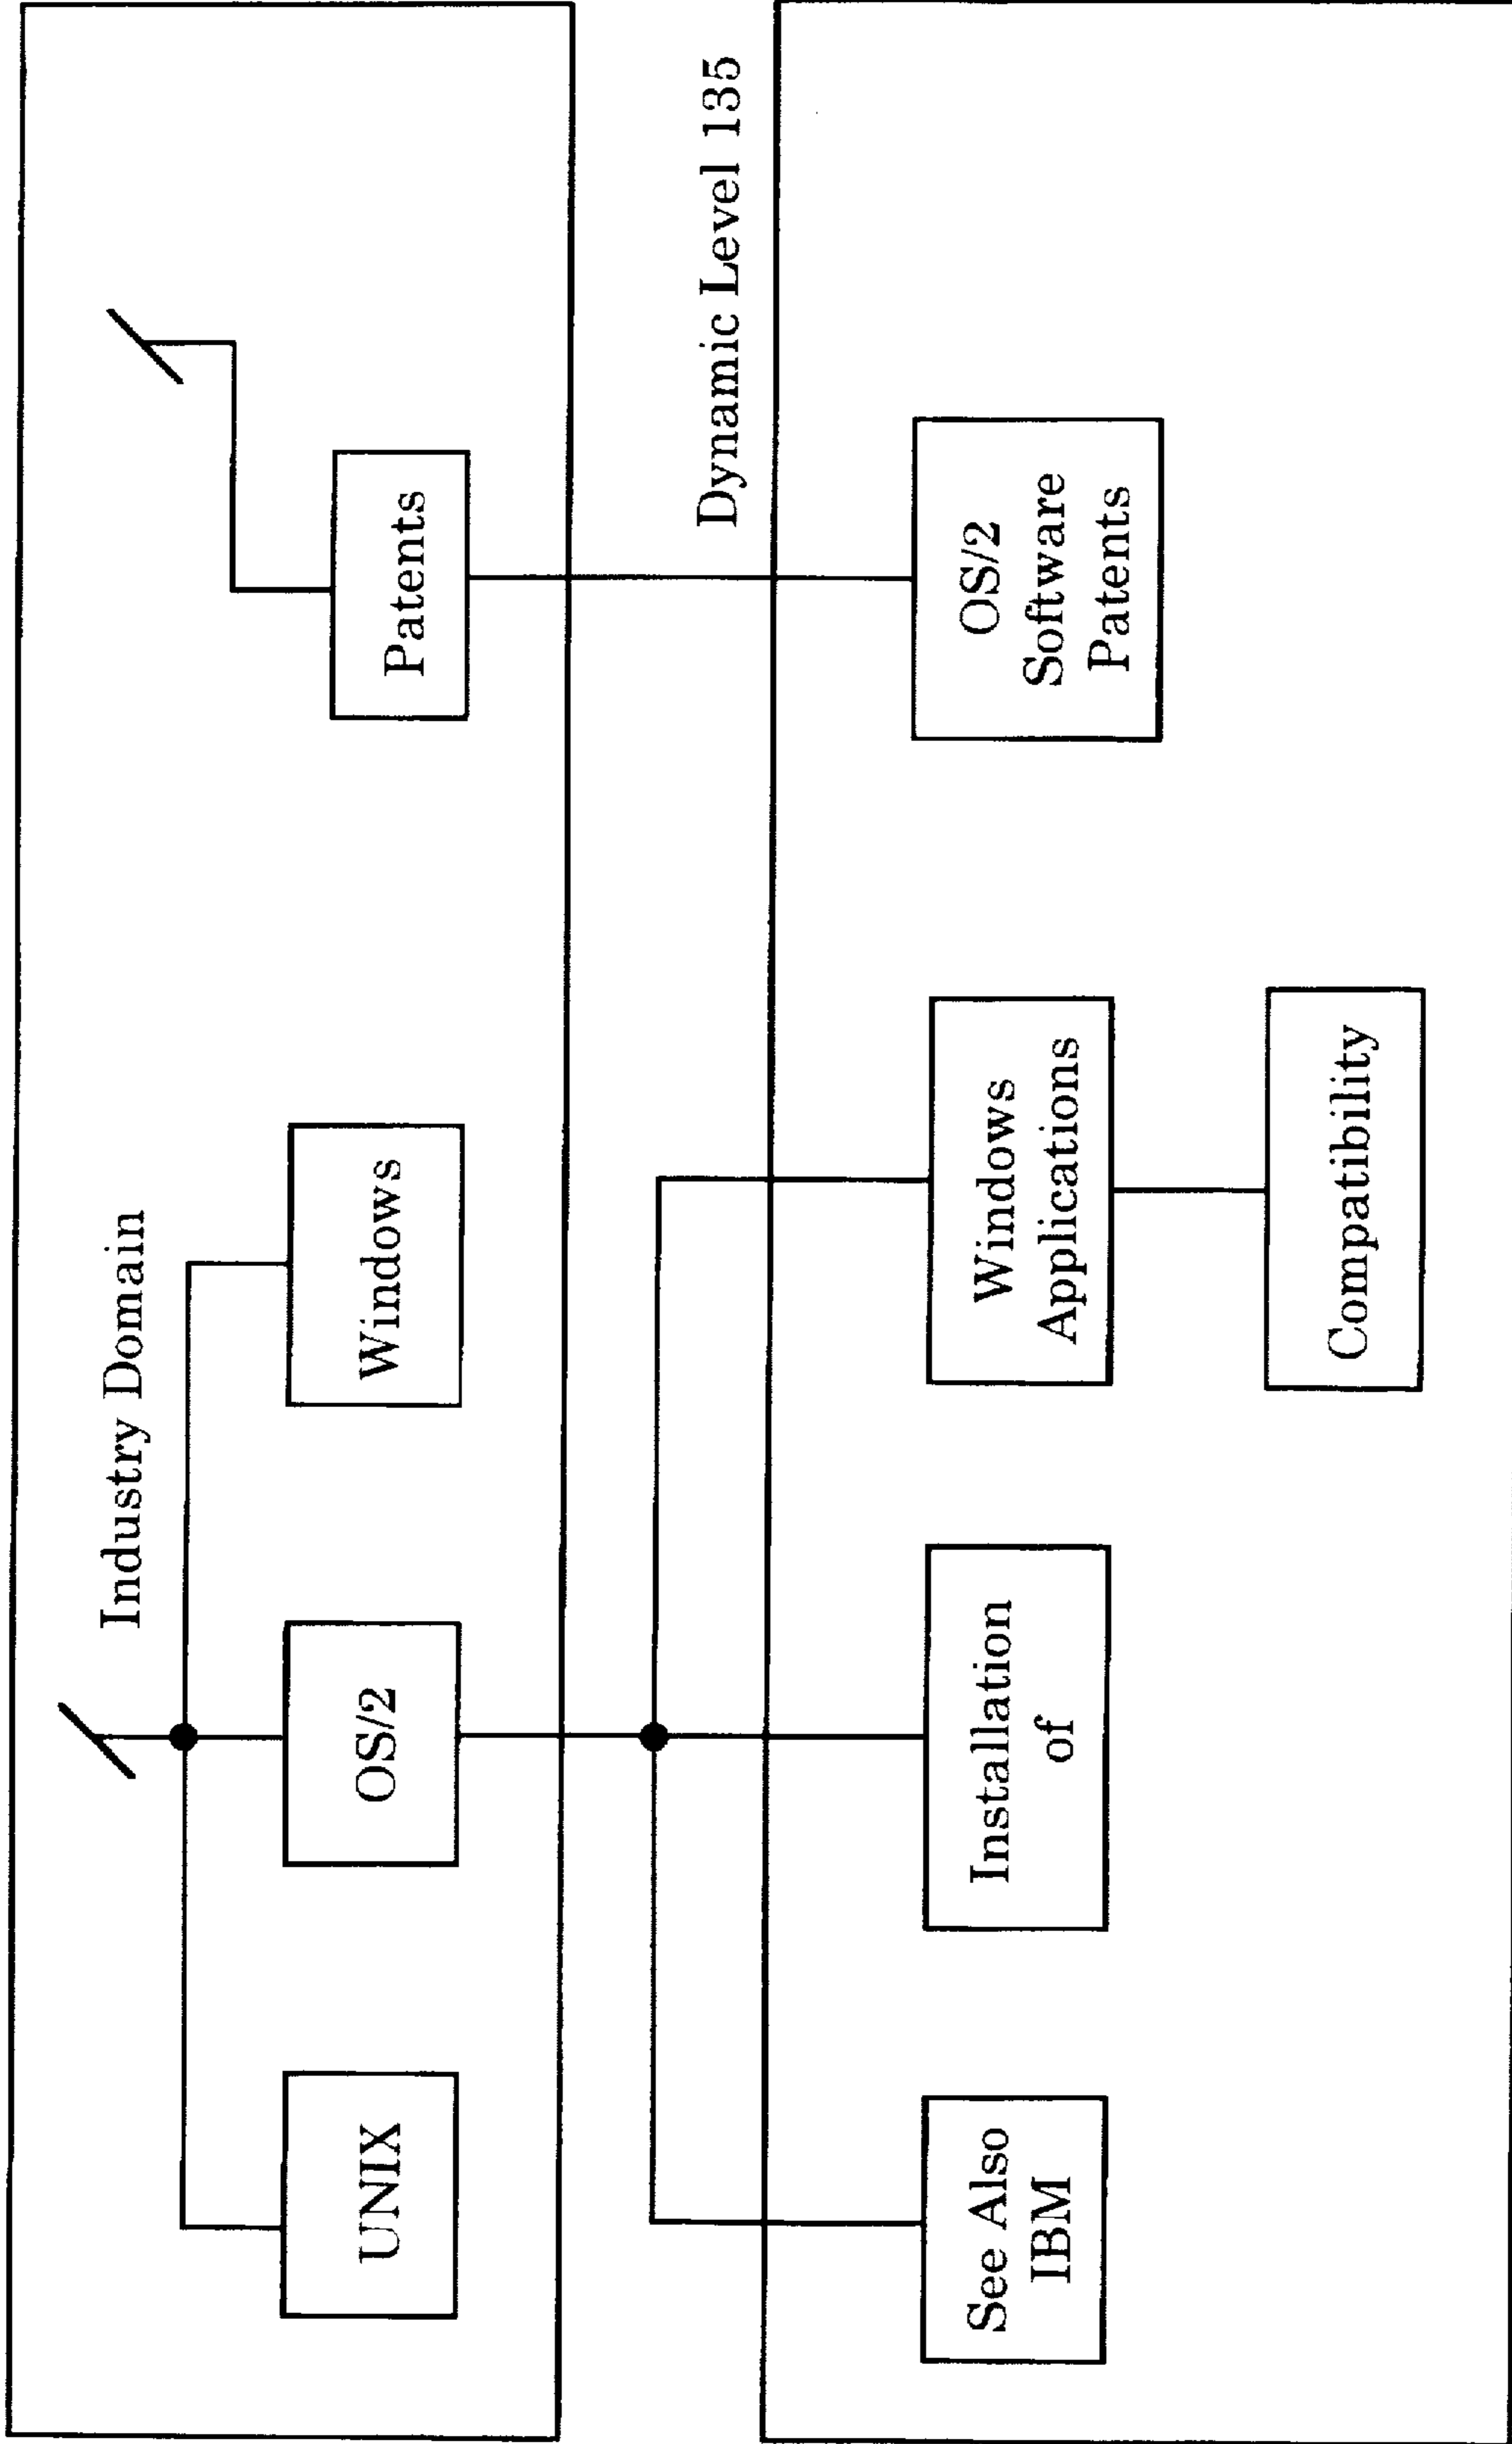 Industry Domain
UNIX
OS/2
Windows
Patents
Dynamic Level 135
See Also
IBM
Installation
of
Windows
Applications
OS/2
Software
Patents
Compatibility